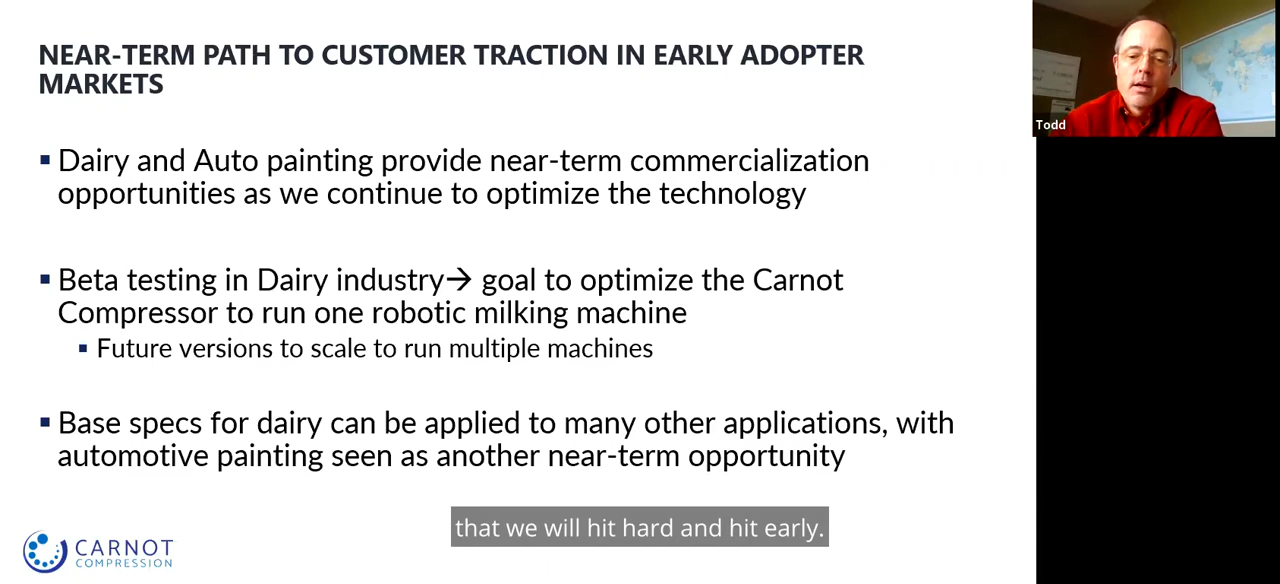 NEAR-TERM PATH TO CUSTOMER TRACTION IN EARLY ADOPTER
MARKETS
Todd
▪ Dairy and Auto painting provide near-term commercialization
opportunities as we continue to optimize the technology
▪ Beta testing in Dairy industry→ goal to optimize the Carnot
Compressor to run one robotic milking machine
▪ Future versions to scale to run multiple machines
▪ Base specs for dairy can be applied to many other applications, with
automotive painting seen as another near-term opportunity
that we will hit hard and hit early.
CARNOT
COMPRESSION